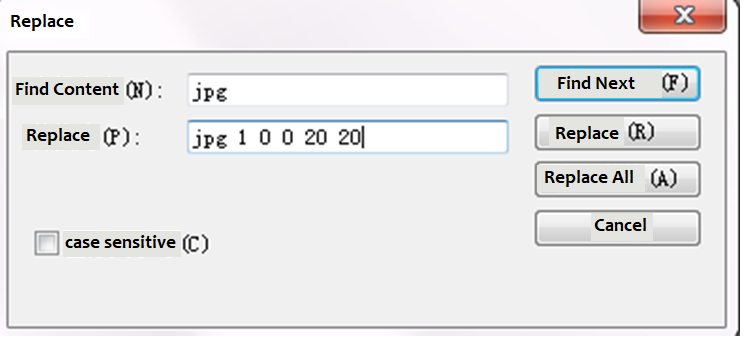 Replace
Find Content (N): jpg
Find Next (F)
Replace (P): jpg 1 0 0 20 20
Replace (R)
Replace All (A)
Cancel
case sensitive (C)